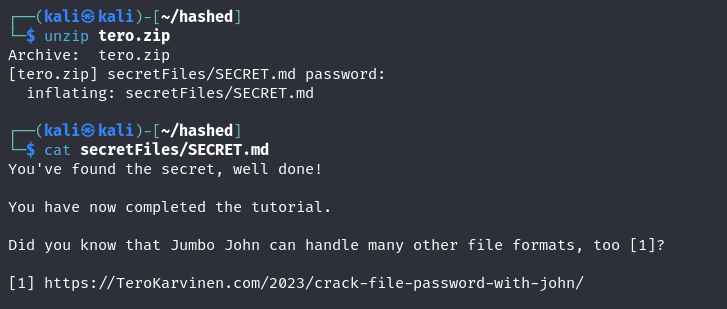 ┌──(kali㉿kali)-[~/hashed]
└─$ unzip tero.zip
Archive:  tero.zip
[tero.zip] secretFiles/SECRET.md password:
  inflating: secretFiles/SECRET.md
┌──(kali㉿kali)-[~/hashed]
└─$ cat secretFiles/SECRET.md
You've found the secret, well done!
You have now completed the tutorial.
Did you know that Jumbo John can handle many other file formats, too [1]?
[1] https://TeroKarvinen.com/2023/crack-file-password-with-john/